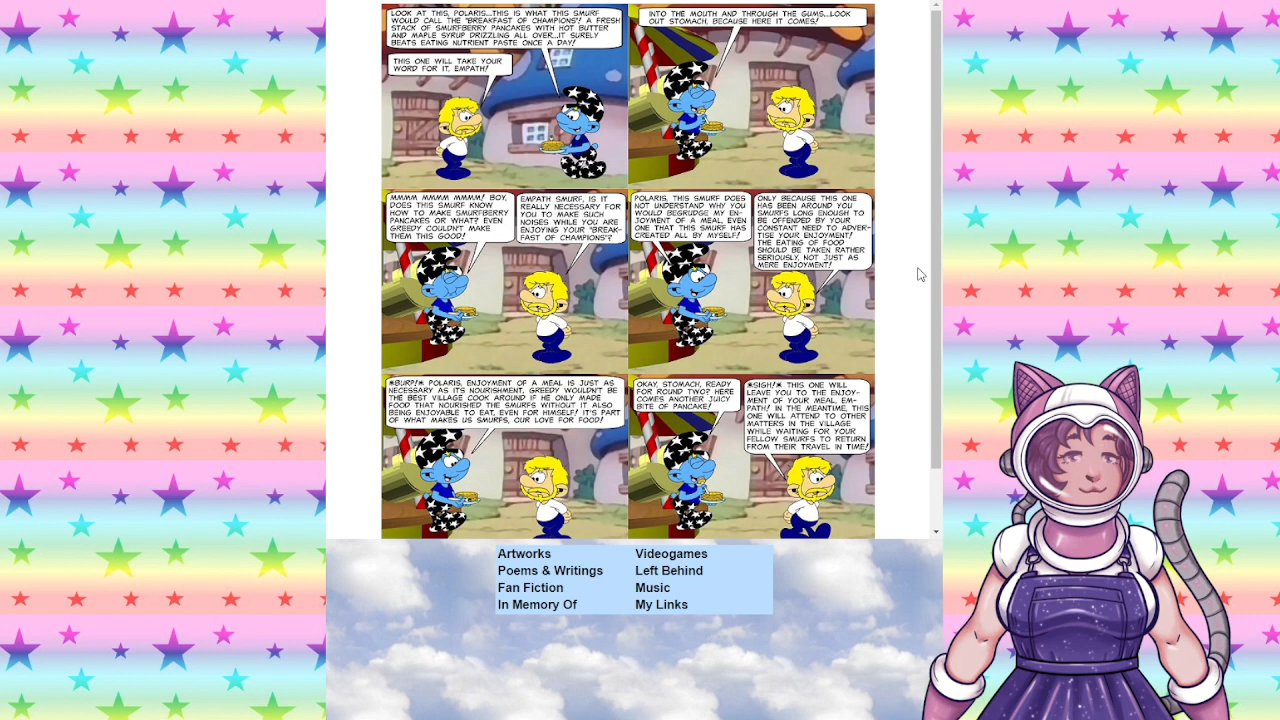 LOOK AT THIS, POLARIS...THIS IS WHAT THIS SMURF
WOULD CALL THE "BREAKFAST OF CHAMPIONS"! A FRESH
STACK OF SMURFBERRY PANCAKES WITH HOT BUTTER
AND MAPLE SYRUP DRIZZLING ALL OVER...IT SURELY
BEATS EATING NUTRIENT PASTE ONCE A DAY!
THIS ONE WILL TAKE YOUR
WORD FOR IT, EMPATH!
INTO THE MOUTH AND THROUGH THE GUMS...LOOK
OUT STOMACH, BECAUSE HERE IT COMES!
MMMM MMMM MMMM! BOY,
DOES THIS SMURF KNOW
HOW TO MAKE SMURFBERRY
PANCAKES OR WHAT? EVEN
GREEDY COULDN'T MAKE
THEM THIS GOOD!
EMPATH SMURF, IS IT
REALLY NECESSARY FOR
YOU TO MAKE SUCH
NOISES WHILE YOU ARE
ENJOYING YOUR "BREAK-
FAST OF CHAMPIONS"?
POLARIS, THIS SMURF DOES
NOT UNDERSTAND WHY YOU
WOULD BEGRUDGE MY EN-
JOYMENT OF A MEAL, EVEN
ONE THAT THIS SMURF HAS
CREATED ALL BY MYSELF!
ONLY BECAUSE THIS ONE
HAS BEEN AROUND YOU
SMURFS LONG ENOUGH TO
BE OFFENDED BY YOUR
CONSTANT NEED TO ADVER-
TISE YOUR ENJOYMENT!
THE EATING OF FOOD
SHOULD BE TAKEN RATHER
SERIOUSLY, NOT JUST AS
MERE ENJOYMENT!
*BURP!* POLARIS, ENJOYMENT OF A MEAL IS JUST AS
NECESSARY AS ITS NOURISHMENT. GREEDY WOULDN'T BE
THE BEST VILLAGE COOK AROUND IF HE ONLY MADE
FOOD THAT NOURISHED THE SMURFS WITHOUT IT ALSO
BEING ENJOYABLE TO EAT, EVEN FOR HIMSELF! IT'S PART
OF WHAT MAKES US SMURFS, OUR LOVE FOR FOOD!
OKAY, STOMACH, READY
FOR ROUND TWO? HERE
COMES ANOTHER JUICY
BITE OF PANCAKE!
*SIGH!* THIS ONE WILL
LEAVE YOU TO THE ENJOY-
MENT OF YOUR MEAL, EM-
PATH! IN THE MEANTIME, THIS
ONE WILL ATTEND TO OTHER
MATTERS IN THE VILLAGE
WHILE WAITING FOR YOUR
FELLOW SMURFS TO RETURN
FROM THEIR TRAVEL IN TIME!
Artworks
Videogames
Poems & Writings
Left Behind
Fan Fiction
Music
In Memory Of
My Links